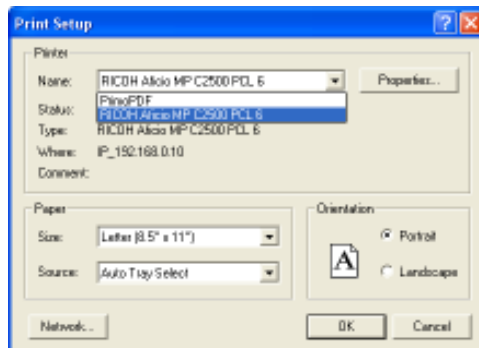 Print Setup
Printer
Name: RICOH Aficio MP C2500 PCL 6 Properties...
PrimoPDF
Status: RICOH Aficio MP C2500 PCL 6
Type: RICOH Aficio MP C2500 PCL 6
Where: IP_192.168.0.10
Comment:
Paper Orientation
Size: Letter (8.5" x 11") Portrait
Source: Auto Tray Select A Landscape
Network... OK Cancel